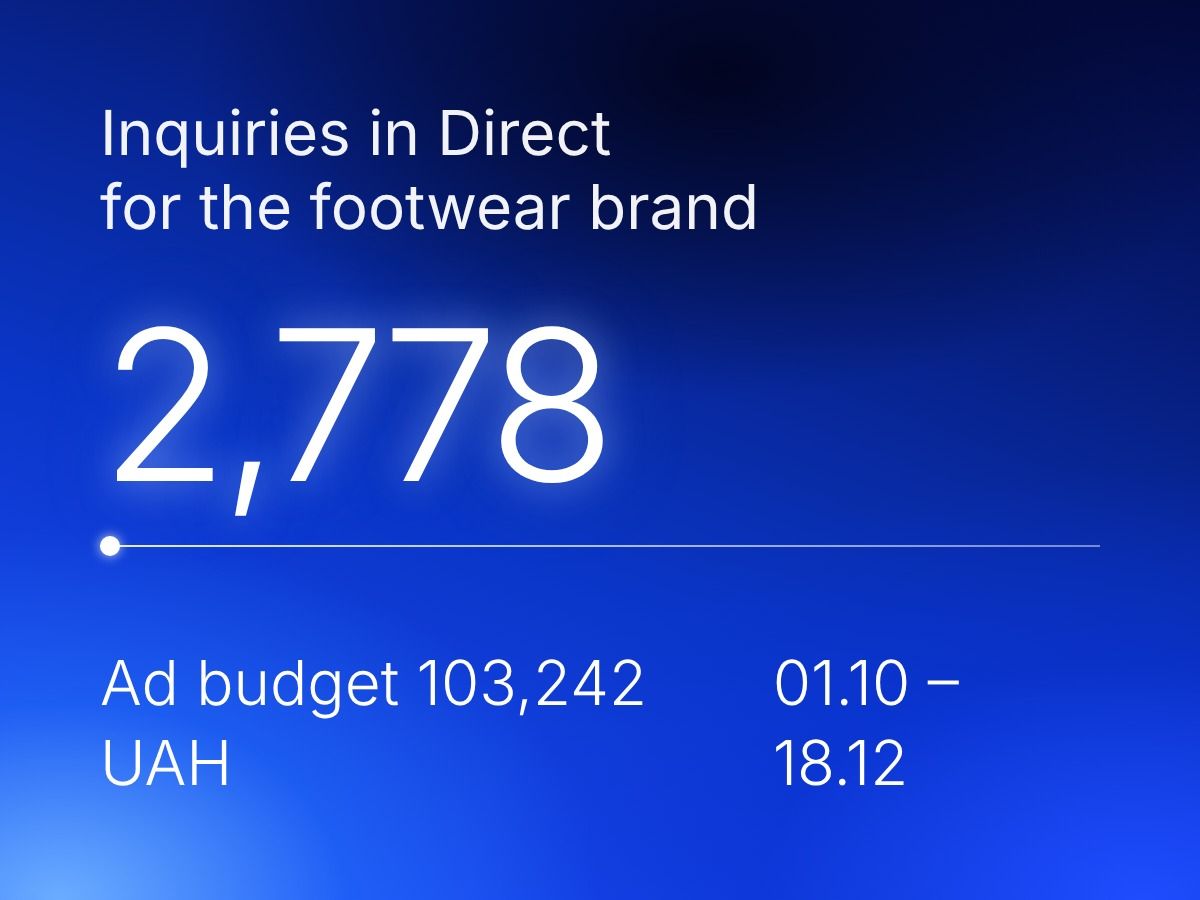 Inquiries in Direct
for the footwear brand
2,778
Ad budget 103,242
UAH
01.10 –
18.12